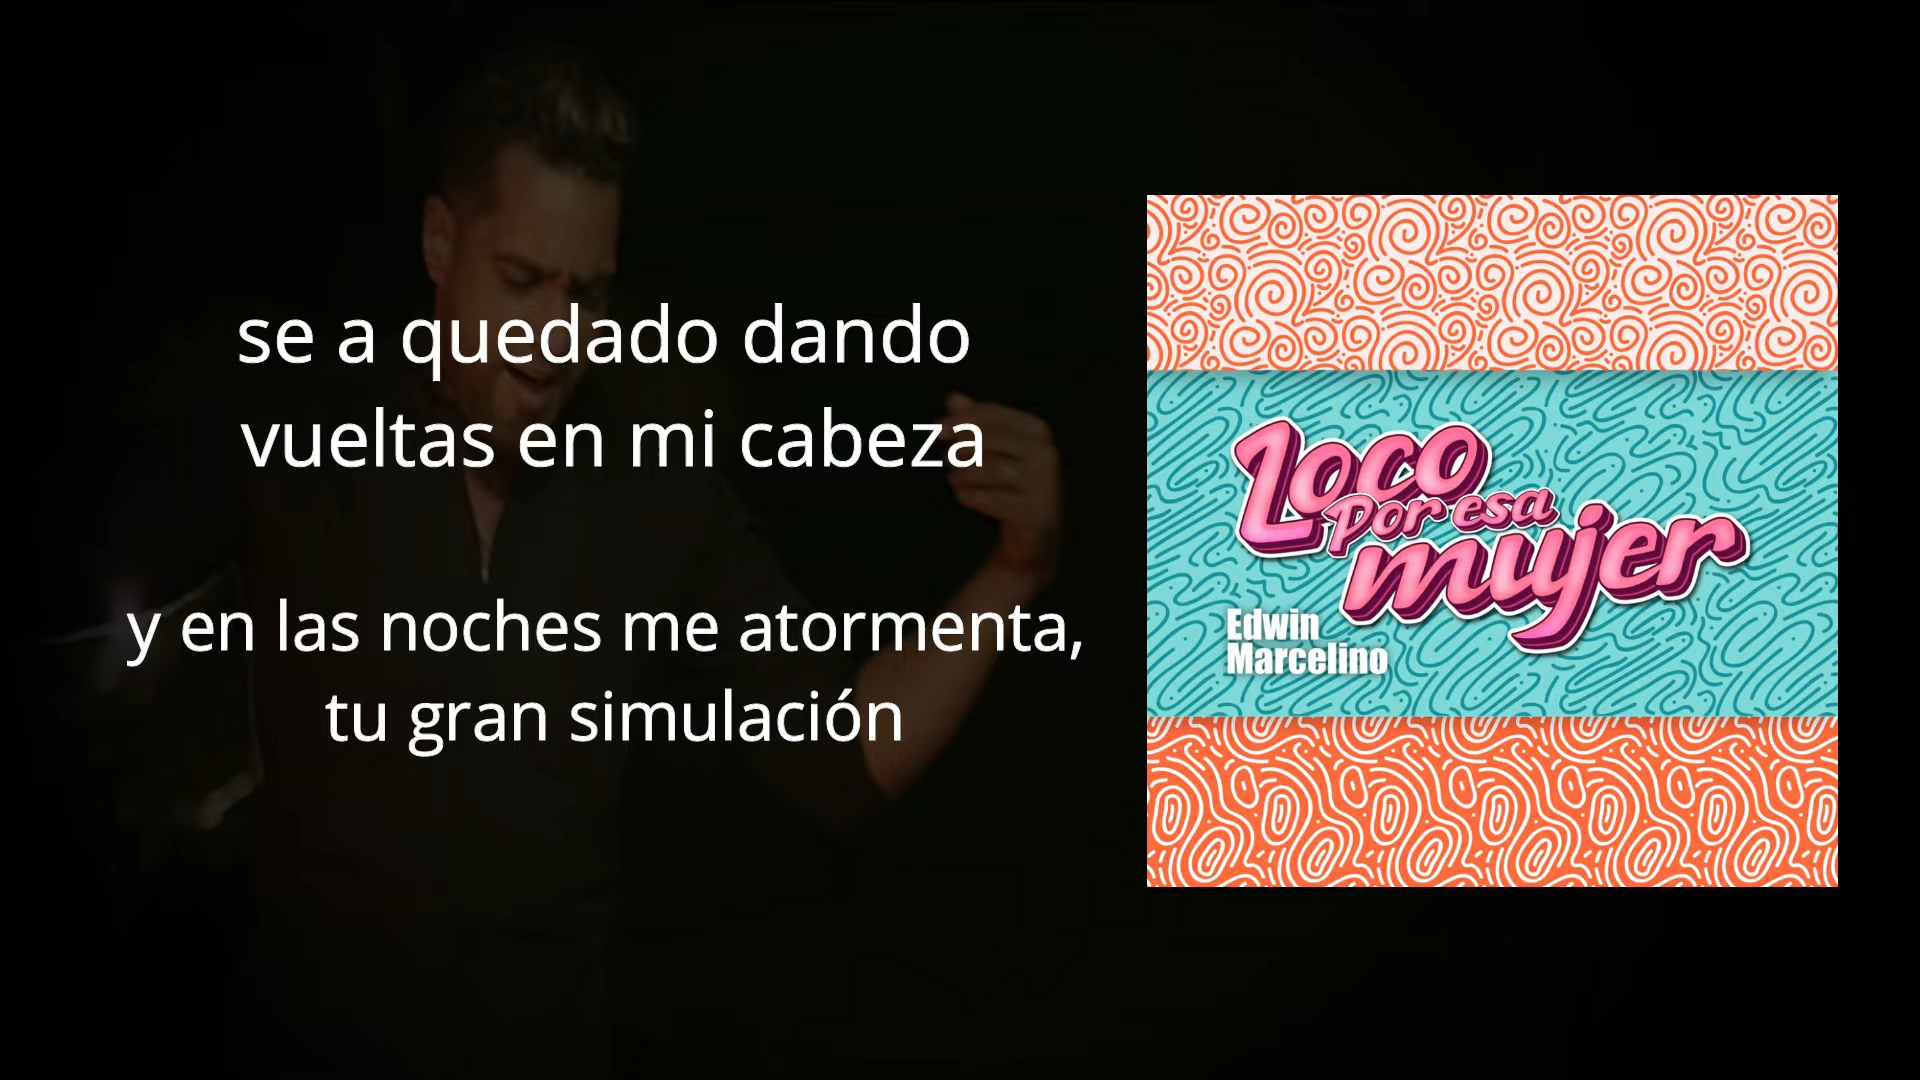 se a quedado dando
vueltas en mi cabeza
y en las noches me atormenta,
tu gran simulación
Loco
Por esa
mujer
Edwin
Marcelino